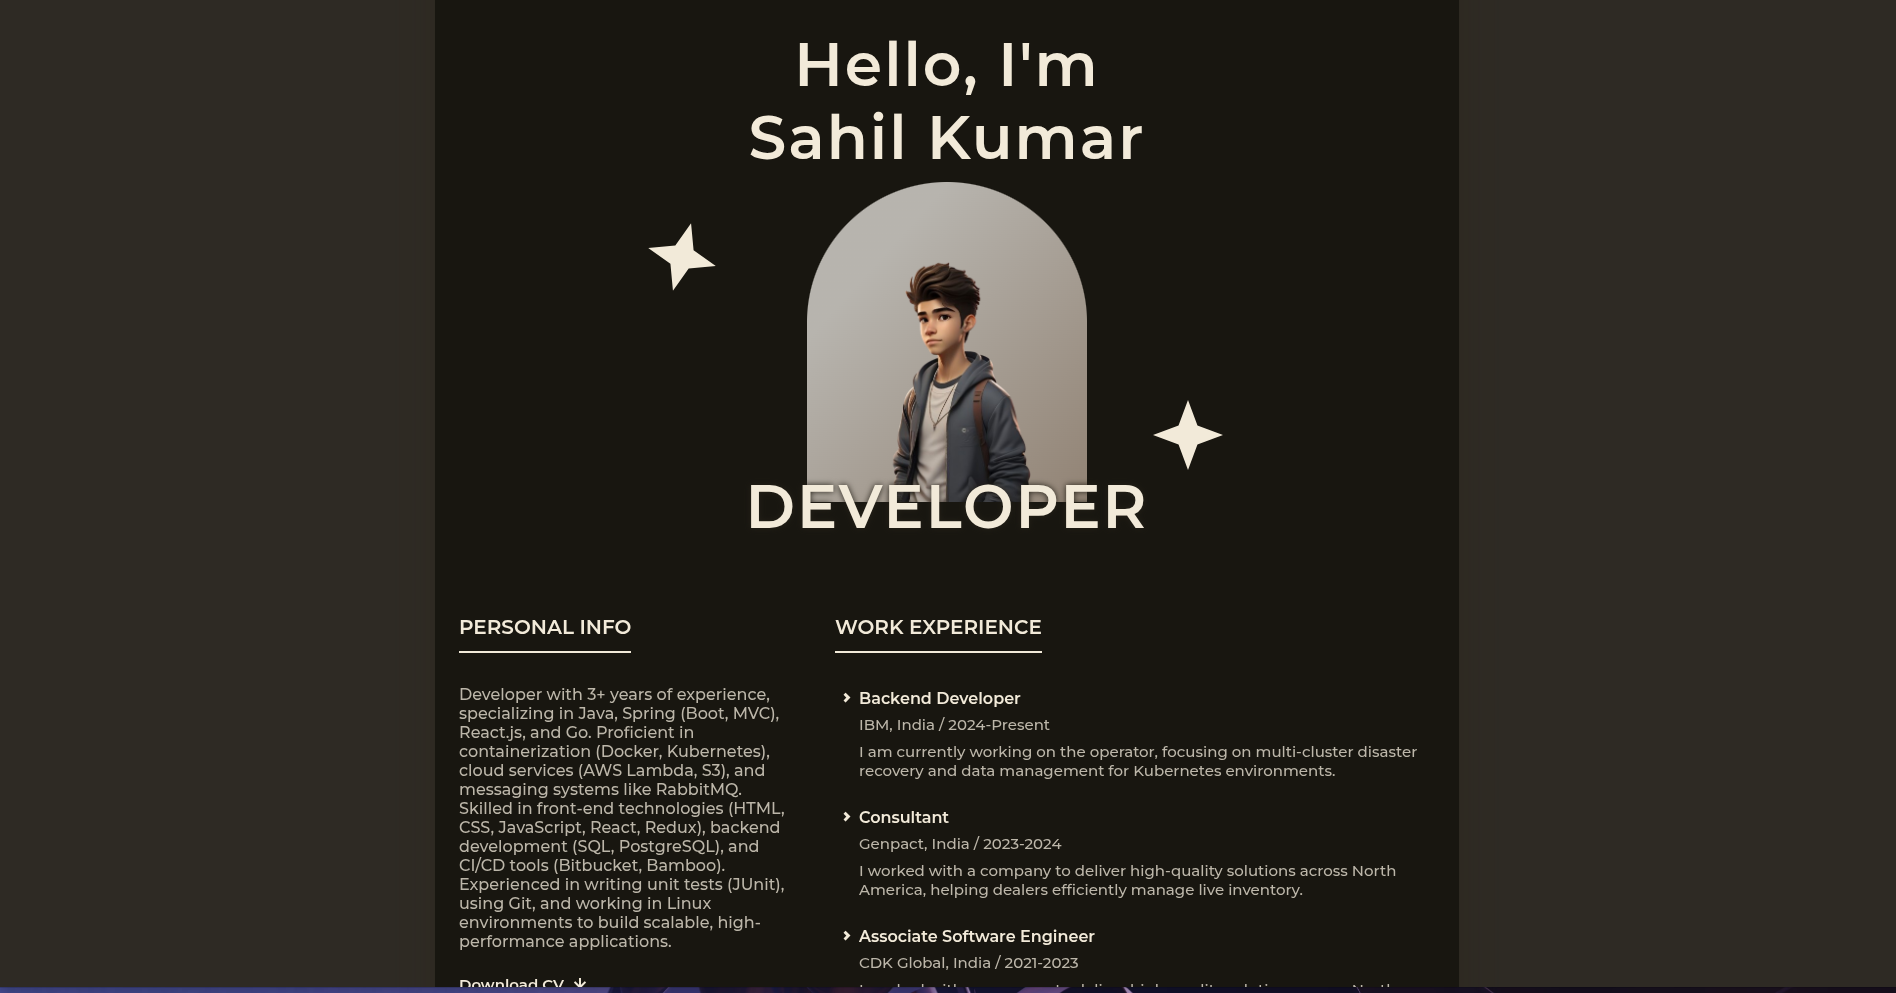 Hello, I'm
Sahil Kumar
DEVELOPER
PERSONAL INFO
Developer with 3+ years of experience,
specializing in Java, Spring (Boot, MVC),
React.js, and Go. Proficient in
containerization (Docker, Kubernetes),
cloud services (AWS Lambda, S3), and
messaging systems like RabbitMQ.
Skilled in front-end technologies (HTML,
CSS, JavaScript, React, Redux), backend
development (SQL, PostgreSQL), and
CI/CD tools (Bitbucket, Bamboo).
Experienced in writing unit tests (JUnit),
using Git, and working in Linux
environments to build scalable, high-
performance applications.
Download CV
WORK EXPERIENCE
Backend Developer
IBM, India / 2024-Present
I am currently working on the operator, focusing on multi-cluster disaster
recovery and data management for Kubernetes environments.
Consultant
Genpact, India / 2023-2024
I worked with a company to deliver high-quality solutions across North
America, helping dealers efficiently manage live inventory.
Associate Software Engineer
CDK Global, India / 2021-2023